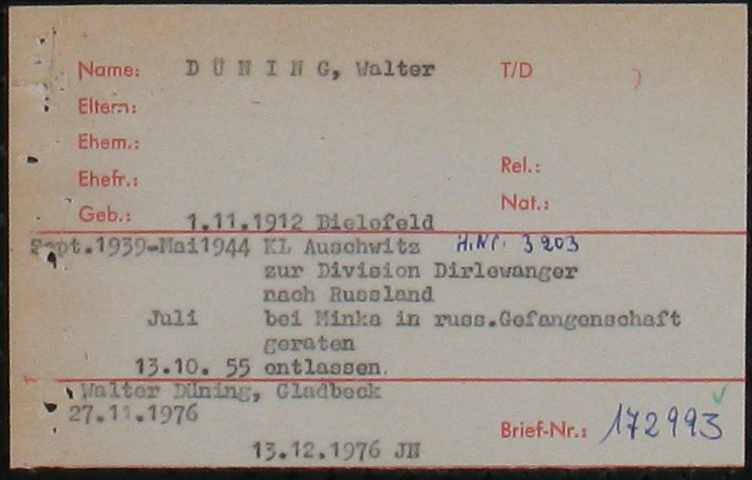 Name: D Ü N I N G, Walter T/D
Eltern:
Ehem.:
Ehefr.: Rel.:
Geb.: 1.11.1912 Bielefeld Nat.:
Sept.1939-Mai1944 KL Auschwitz H.Nr. 3203
zur Division Dirlewanger
nach Russland
Juli bei Minks in russ.Gefangenschaft
geraten
13.10. 55 entlassen.
Walter Düning, Gladbeck
27.11.1976
Brief-Nr.: 172993
13.12.1976 JN